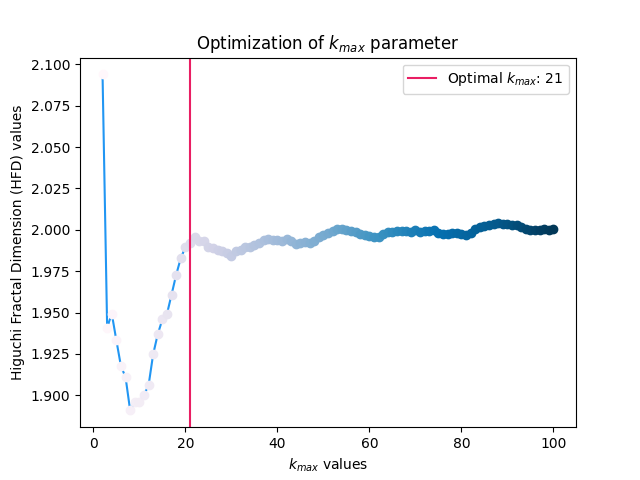 Optimization of k_max parameter
Optimal k_max: 21
Higuchi Fractal Dimension (HFD) values
2.100
2.075
2.050
2.025
2.000
1.975
1.950
1.925
1.900
0 20 40 60 80 100
k_max values